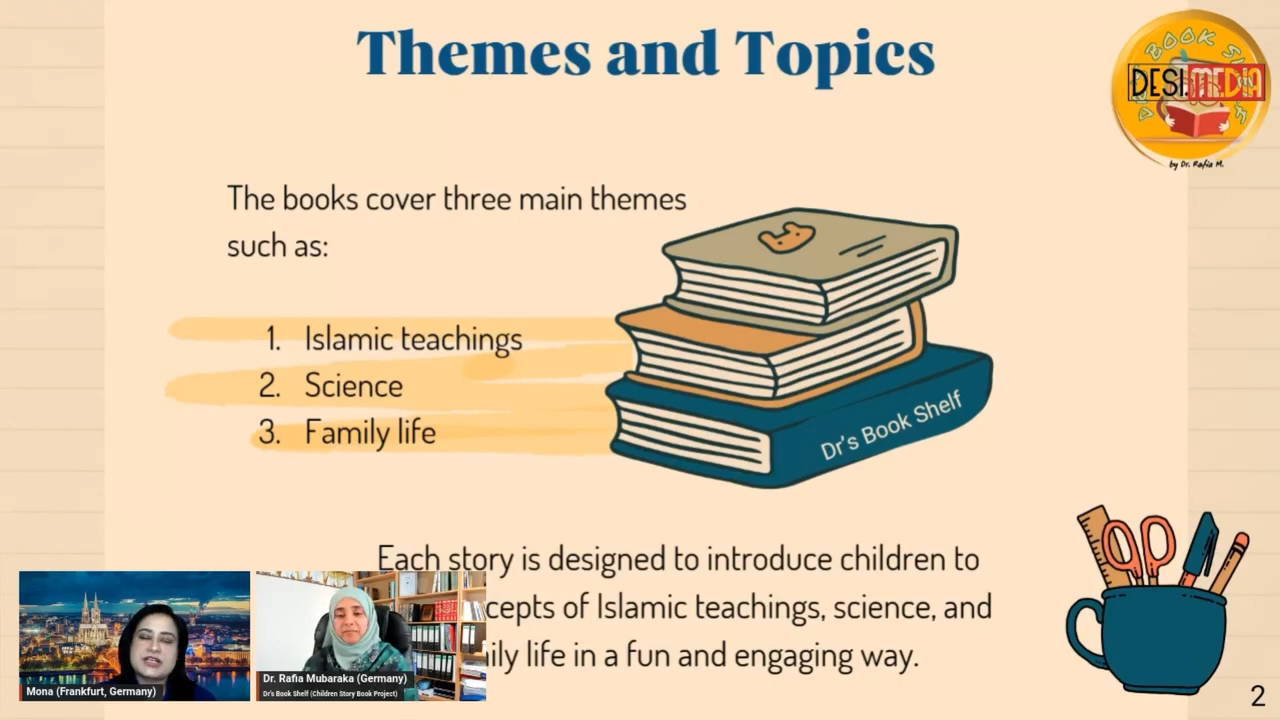 Themes and Topics
DESI.MEDiA
by Dr. Rafia M.
The books cover three main themes
such as:
1. Islamic teachings
2. Science
3. Family life
Dr's Book Shelf
Each story is designed to introduce children to
cepts of Islamic teachings, science, and
ily life in a fun and engaging way.
Mona (Frankfurt, Germany)
Dr. Rafia Mubaraka (Germany)
Dr's Book Shelf (Children Story Book Project)
2